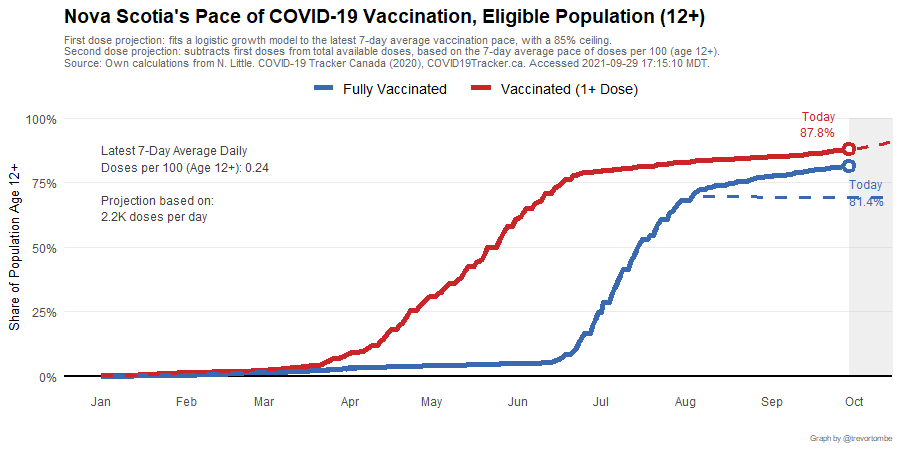 Nova Scotia's Pace of COVID-19 Vaccination, Eligible Population (12+)
First dose projection: fits a logistic growth model to the latest 7-day average vaccination pace, with a 85% ceiling.
Second dose projection: subtracts first doses from total available doses, based on the 7-day average pace of doses per 100 (age 12+).
Source: Own calculations from N. Little. COVID-19 Tracker Canada (2020), COVID19Tracker.ca. Accessed 2021-09-29 17:15:10 MDT.
Fully Vaccinated
Vaccinated (1+ Dose)
Share of Population Age 12+
100%
75%
50%
25%
0%
Latest 7-Day Average Daily
Doses per 100 (Age 12+): 0.24
Projection based on:
2.2K doses per day
Today
87.8%
Today
81.4%
Jan
Feb
Mar
Apr
May
Jun
Jul
Aug
Sep
Oct
Graph by @trevortombe